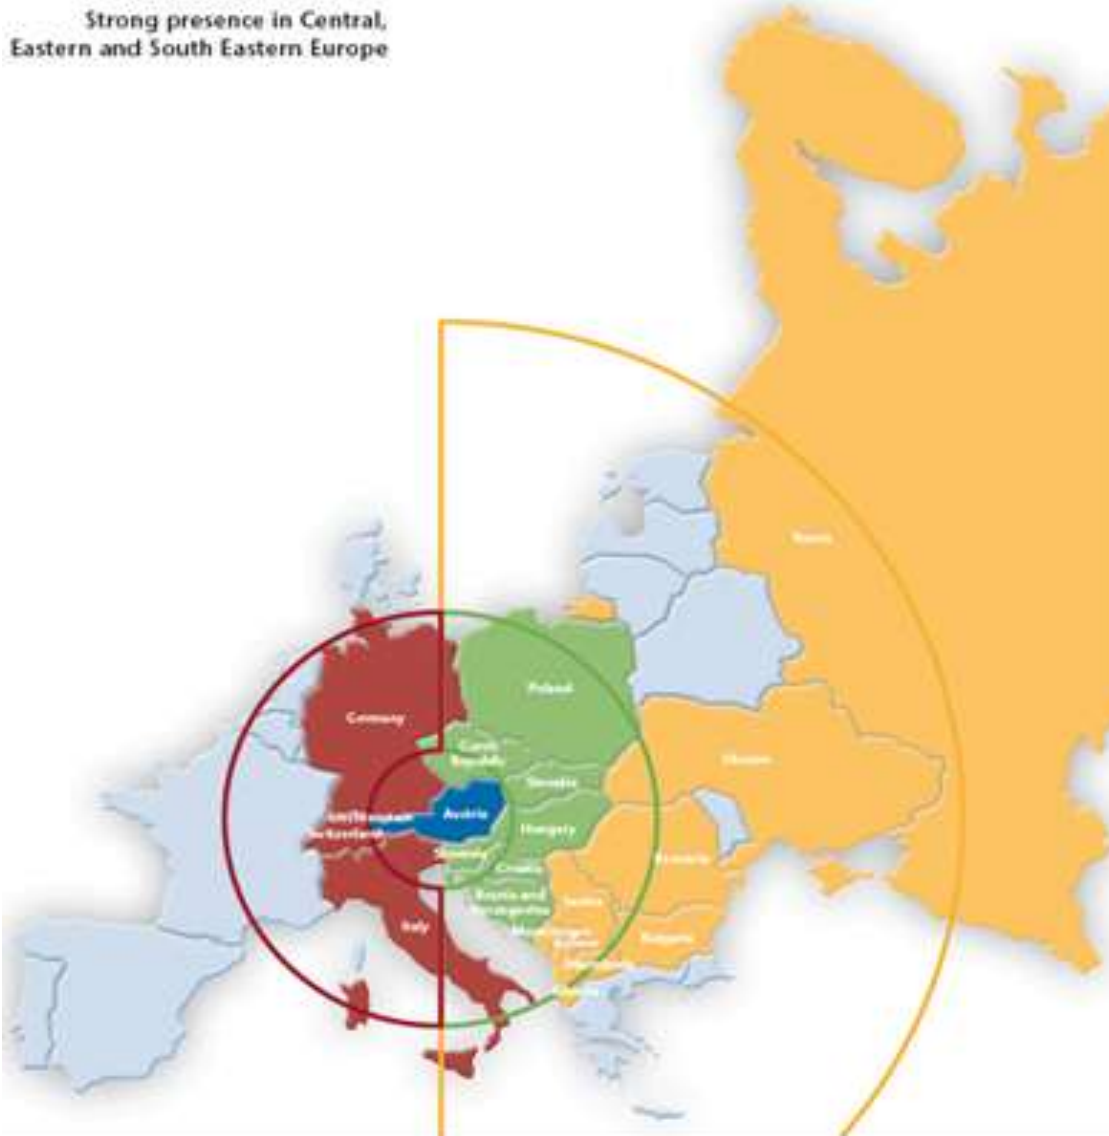 Strong presence in Central,
Eastern and South Eastern Europe
Russia
Poland
Germany
Czech
Republic
Ukraine
Slovakia
Austria
Switzerland
Hungary
Slovenia
Croatia
Romania
Bosnia and
Herzegovina
Serbia
Italy
Montenegro
Bulgaria